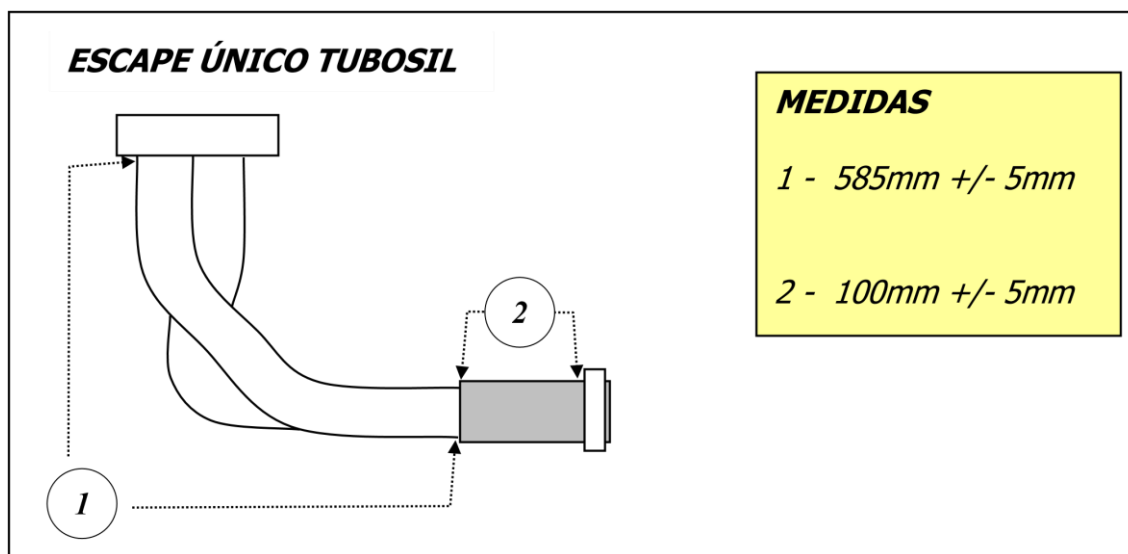 ESCAPE ÚNICO TUBOSIL
MEDIDAS
1 - 585mm +/- 5mm
2 - 100mm +/- 5mm
2
1